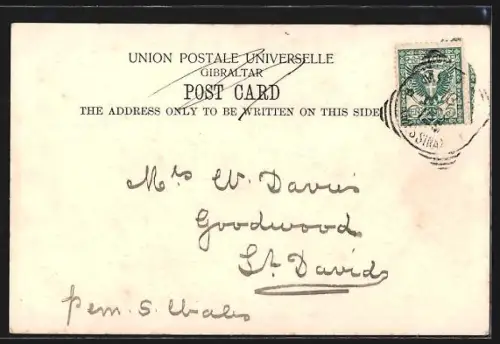 UNION POSTALE UNIVERSELLE
GIBRALTAR
POST CARD
THE ADDRESS ONLY TO BE WRITTEN ON THIS SIDE
Mrs W. Davies
Goodwood
St. Davids
Pem. S. Wales